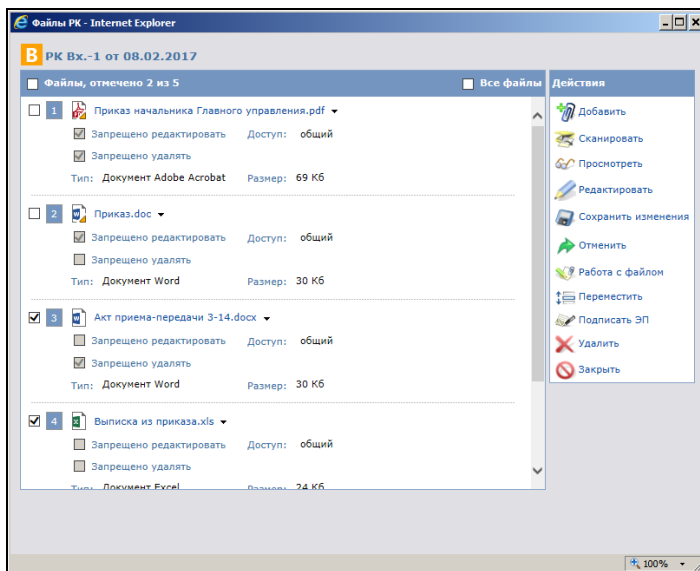 Файлы РК - Internet Explorer
В РК Вх.-1 от 08.02.2017
Файлы, отмечено 2 из 5 Все файлы
1 Приказ начальника Главного управления.pdf
Запрещено редактировать Доступ: общий
Запрещено удалять
Тип: Документ Adobe Acrobat Размер: 69 Кб
2 Приказ.doc
Запрещено редактировать Доступ: общий
Запрещено удалять
Тип: Документ Word Размер: 30 Кб
3 Акт приема-передачи 3-14.docx
Запрещено редактировать Доступ: общий
Запрещено удалять
Тип: Документ Word Размер: 30 Кб
4 Выписка из приказа.xls
Запрещено редактировать Доступ: общий
Запрещено удалять
Тип: Документ Excel Размер: 24 Кб
Действия
Добавить
Сканировать
Просмотреть
Редактировать
Сохранить изменения
Отменить
Работа с файлом
Переместить
Подписать ЭП
Удалить
Закрыть
100%